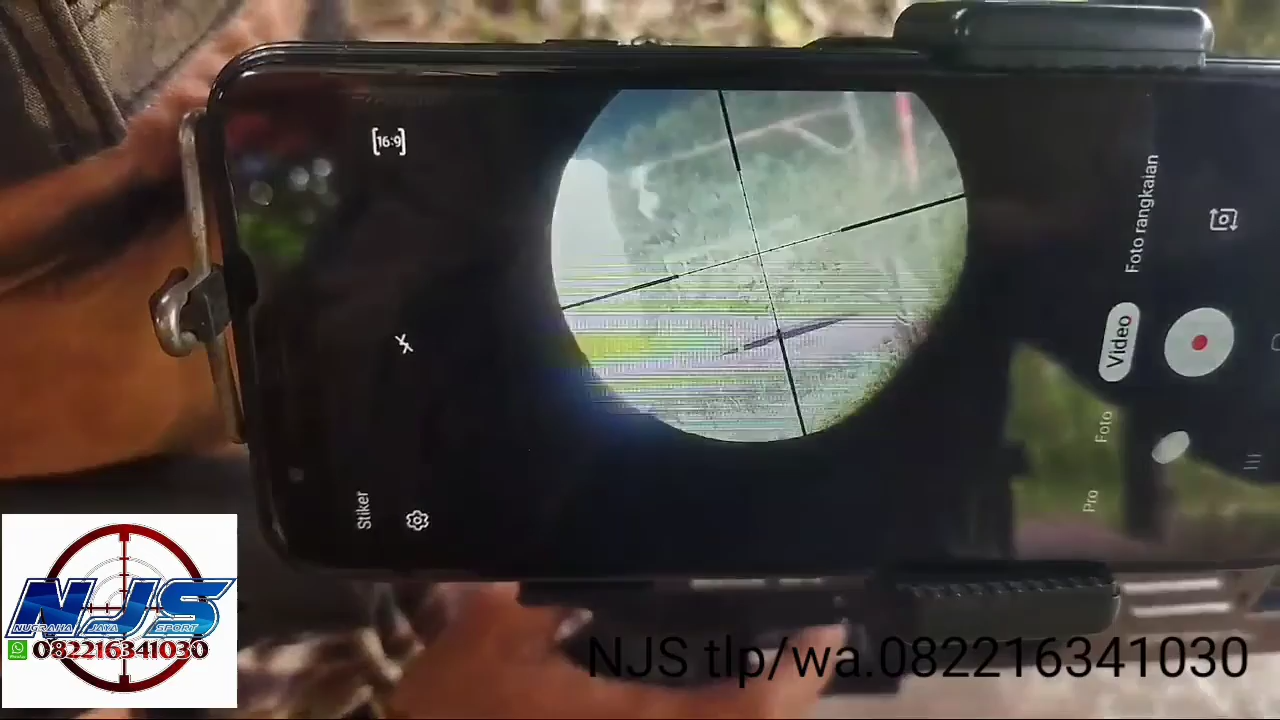 16:9
Stiker
Foto rangkaian
Video
Foto
Pro
NJS
NUGRAHA JAYA SPORT
082216341030
NJS tlp/wa.082216341030